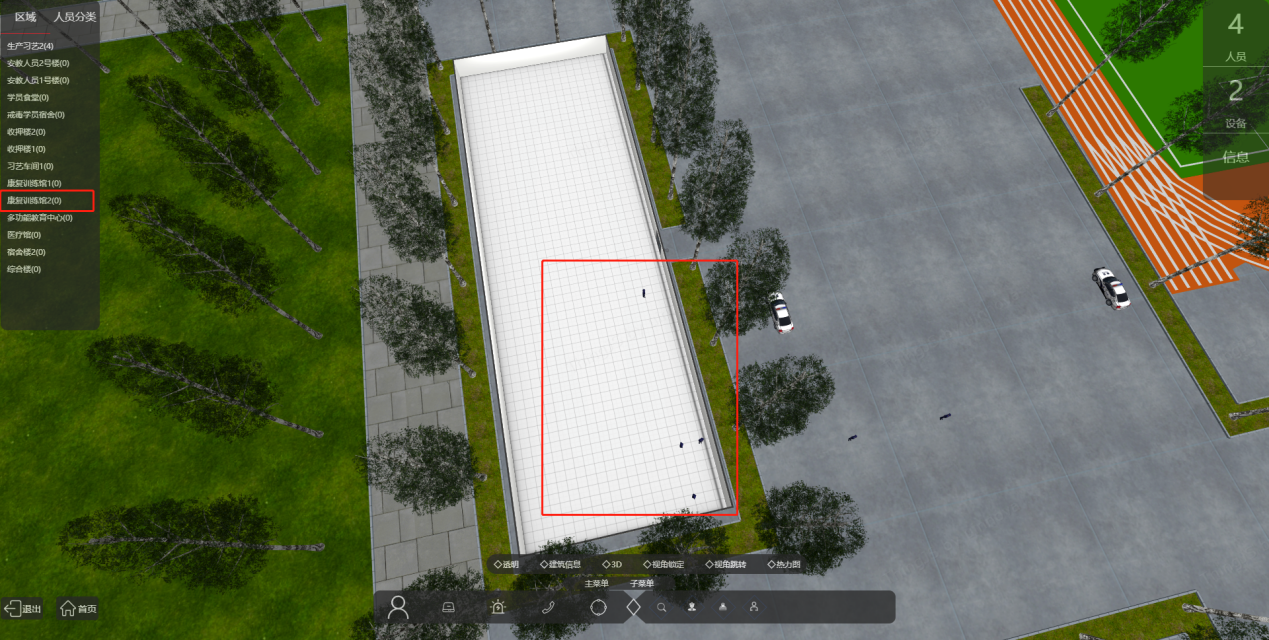 区域 人员分类
生产习艺2(4)
安教人员2号楼(0)
安教人员1号楼(0)
学员食堂(0)
戒毒学员宿舍(0)
收押楼2(0)
收押楼1(0)
习艺车间1(0)
康复训练馆1(0)
康复训练馆2(0)
多功能教育中心(0)
医疗馆(0)
宿舍楼2(0)
综合楼(0)
4
人员
2
设备
信息
透明 建筑信息 3D 视角锁定 视角跳转 热力图
主菜单 子菜单
退出 首页